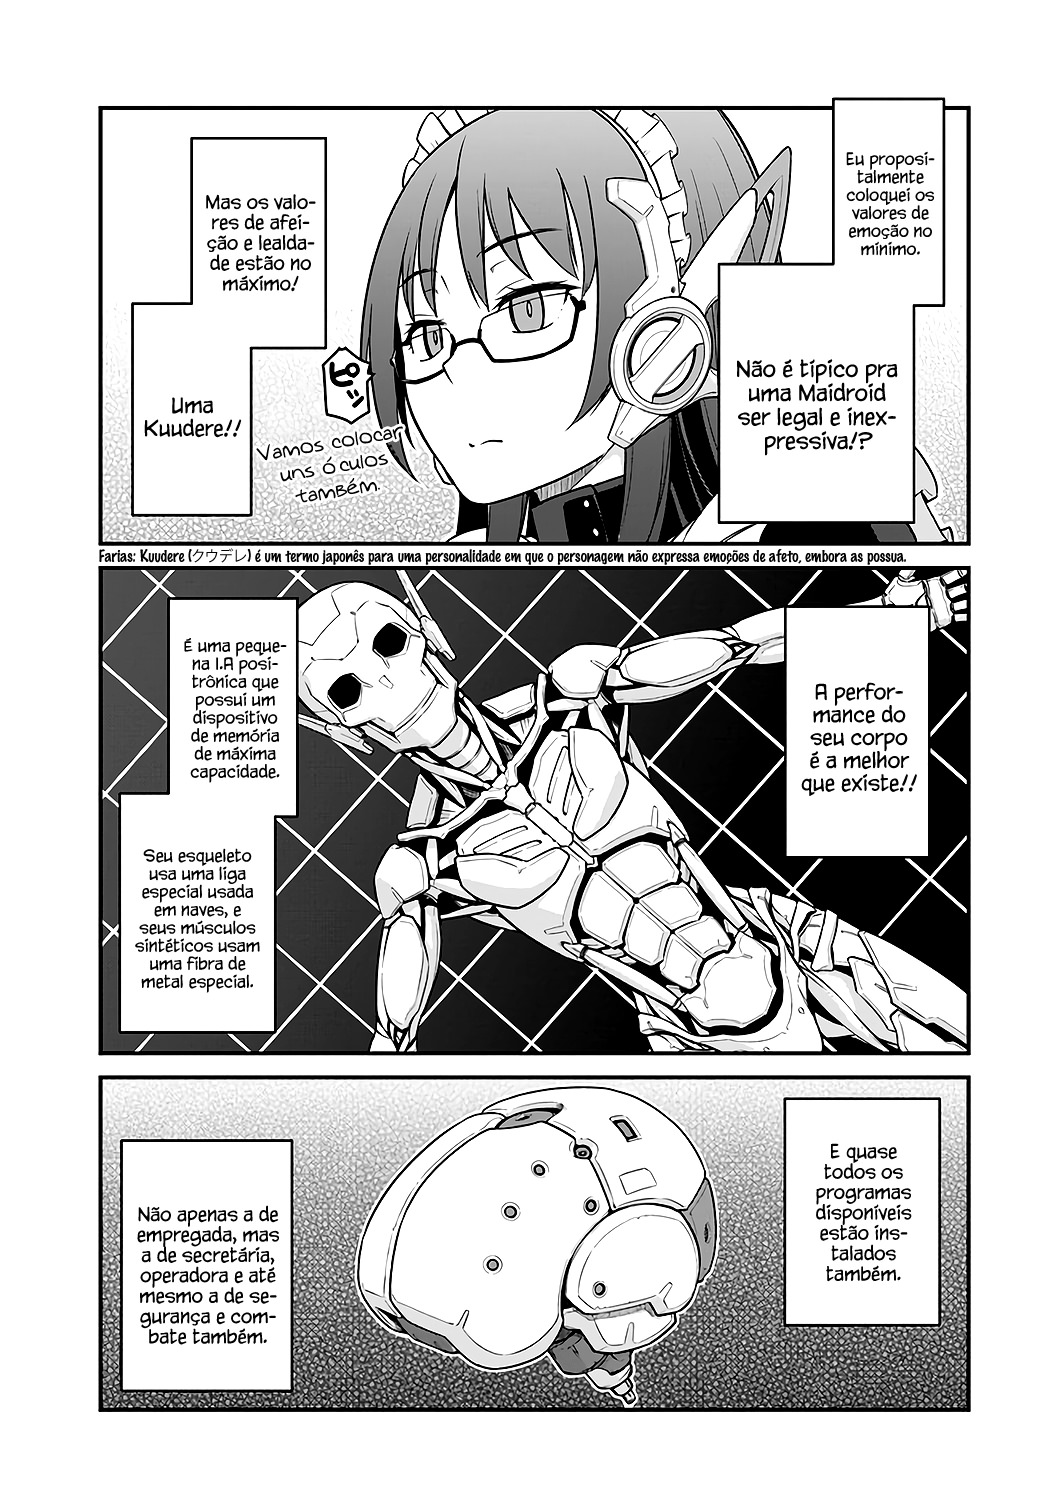 Eu proposi-
talmente
coloquei os
valores de
emoção no
mínimo.
Não é típico pra
uma Maidroid
ser legal e inex-
pressiva!?
Mas os valo-
res de afei-
ção e lealda-
de estão no
máximo!
Uma
Kuudere!!
ピッ
Vamos colocar
uns óculos
também.
Farias: Kuudere (クウデレ) é um termo japonês para uma personalidade em que o personagem não expressa emoções de afeto, embora as possua.
A perfor-
mance do
seu corpo
é a melhor
que existe!!
É uma peque-
na I.A posi-
trônica que
possui um
dispositivo
de memória
de máxima
capacidade.
Seu esqueleto
usa uma liga
especial usada
em naves, e
seus músculos
sintéticos usam
uma fibra de
metal especial.
E quase
todos os
programas
disponíveis
estão ins-
talados
também.
Não apenas a de
empregada, mas
a de secretária,
operadora e até
mesmo a de se-
gurança e com-
bate também.